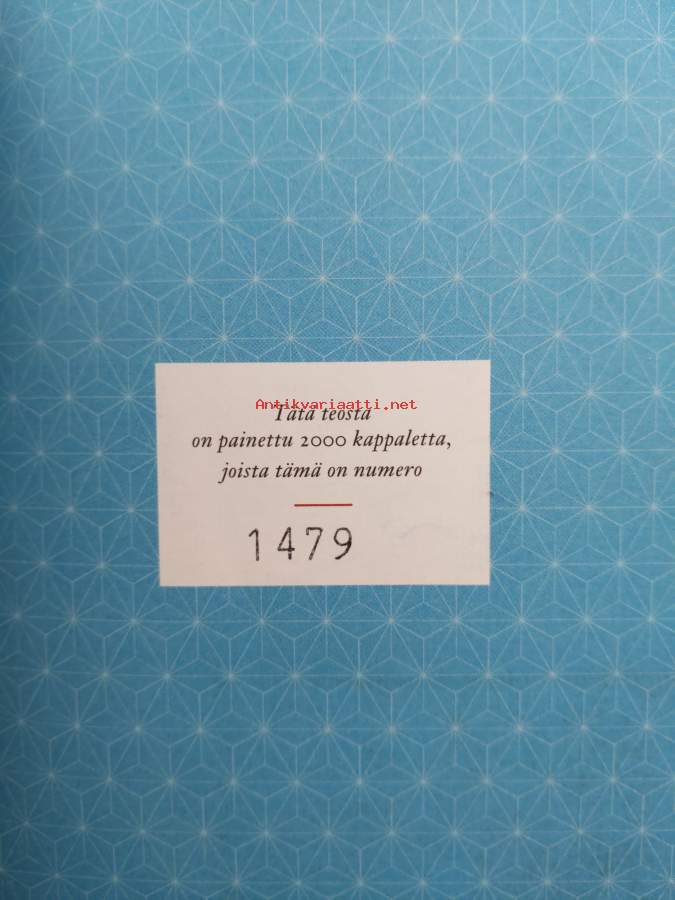 Antikvariaatti.net
Tätä teosta
on painettu 2000 kappaletta,
joista tämä on numero
1479